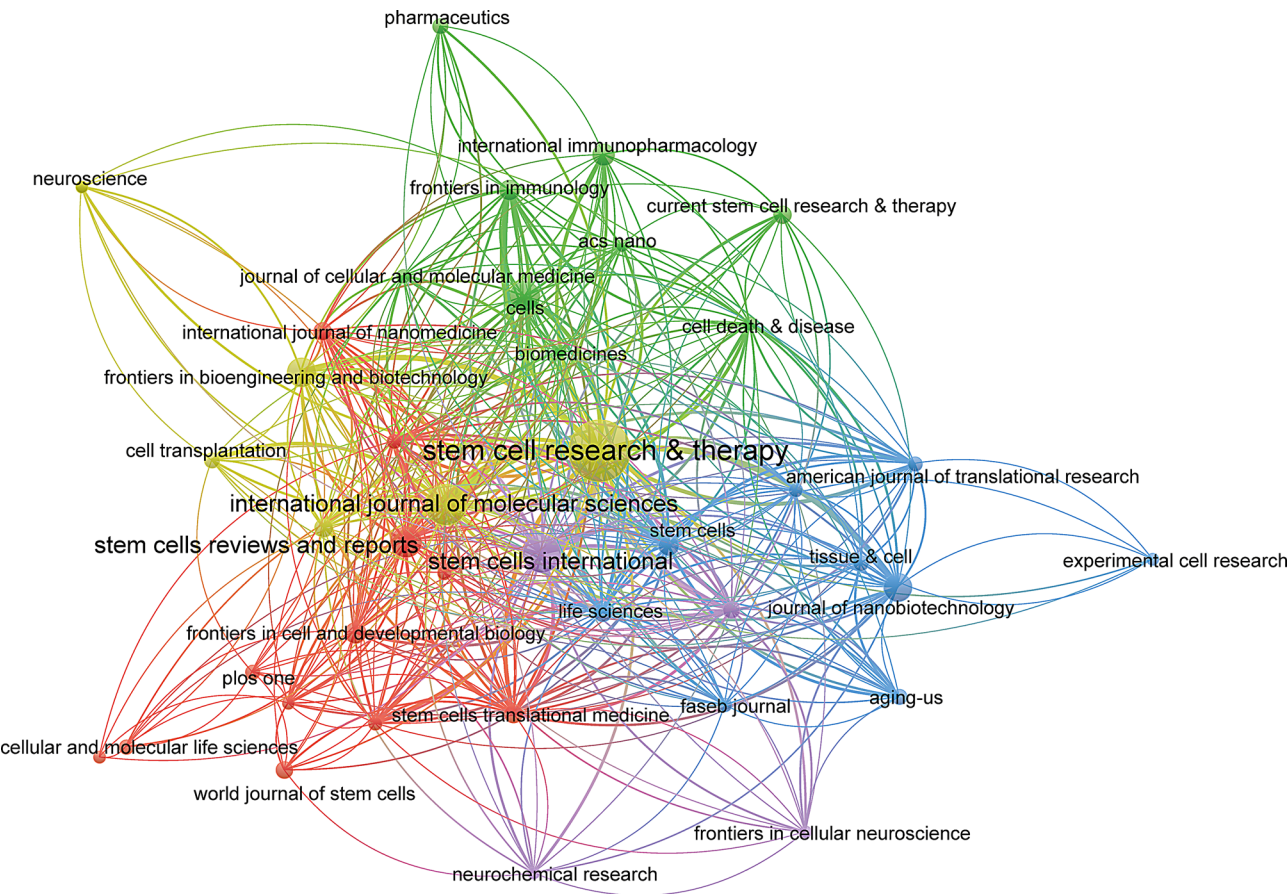 pharmaceutics
international immunopharmacology
neuroscience
frontiers in immunology
current stem cell research & therapy
acs nano
journal of cellular and molecular medicine
cells
cell death & disease
international journal of nanomedicine
biomedicines
frontiers in bioengineering and biotechnology
cell transplantation
stem cell research & therapy
american journal of translational research
international journal of molecular sciences
stem cells
stem cells reviews and reports
tissue & cell
stem cells international
experimental cell research
life sciences
journal of nanobiotechnology
frontiers in cell and developmental biology
plos one
aging-us
faseb journal
stem cells translational medicine
cellular and molecular life sciences
world journal of stem cells
frontiers in cellular neuroscience
neurochemical research